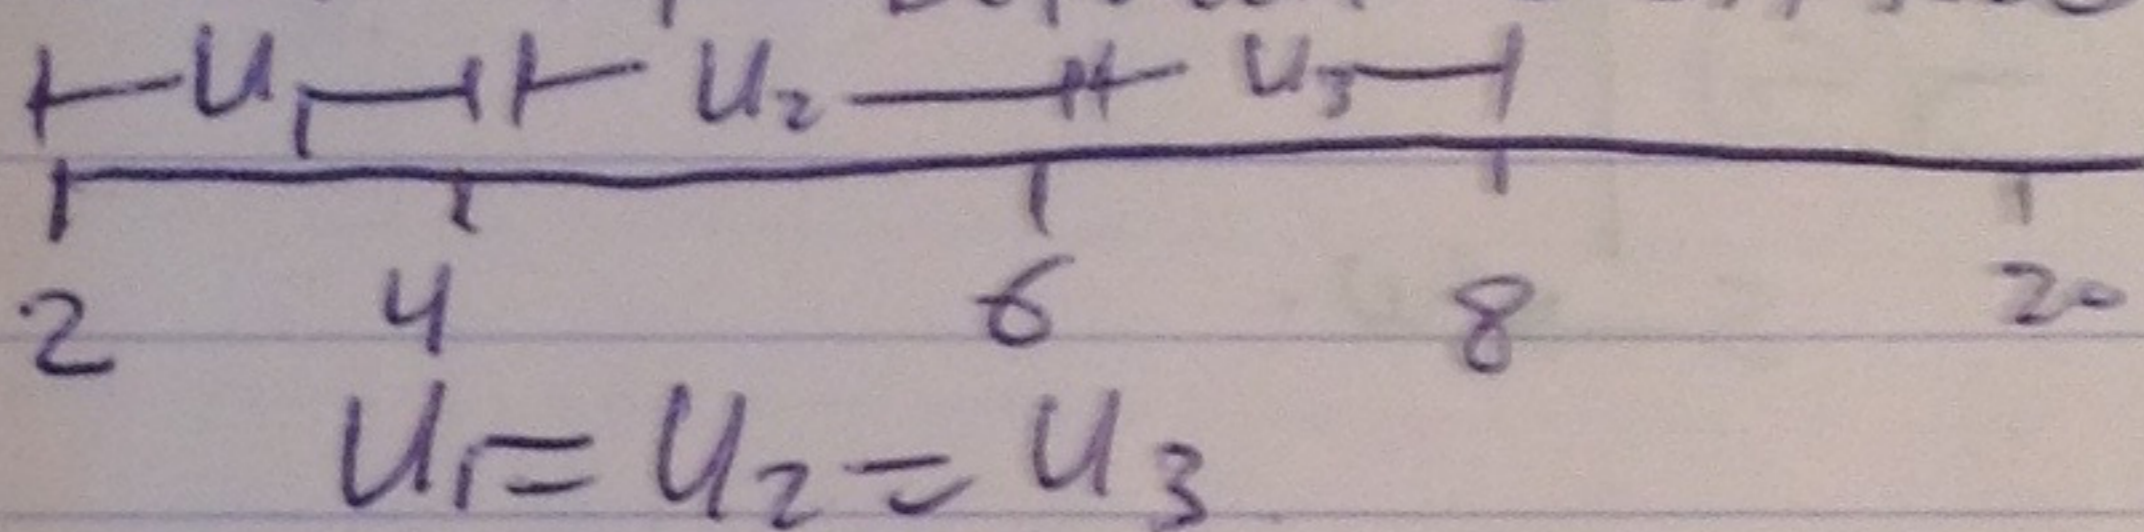 U₁ U₂ U₃
2 4 6 8 20
U₁ = U₂ = U₃